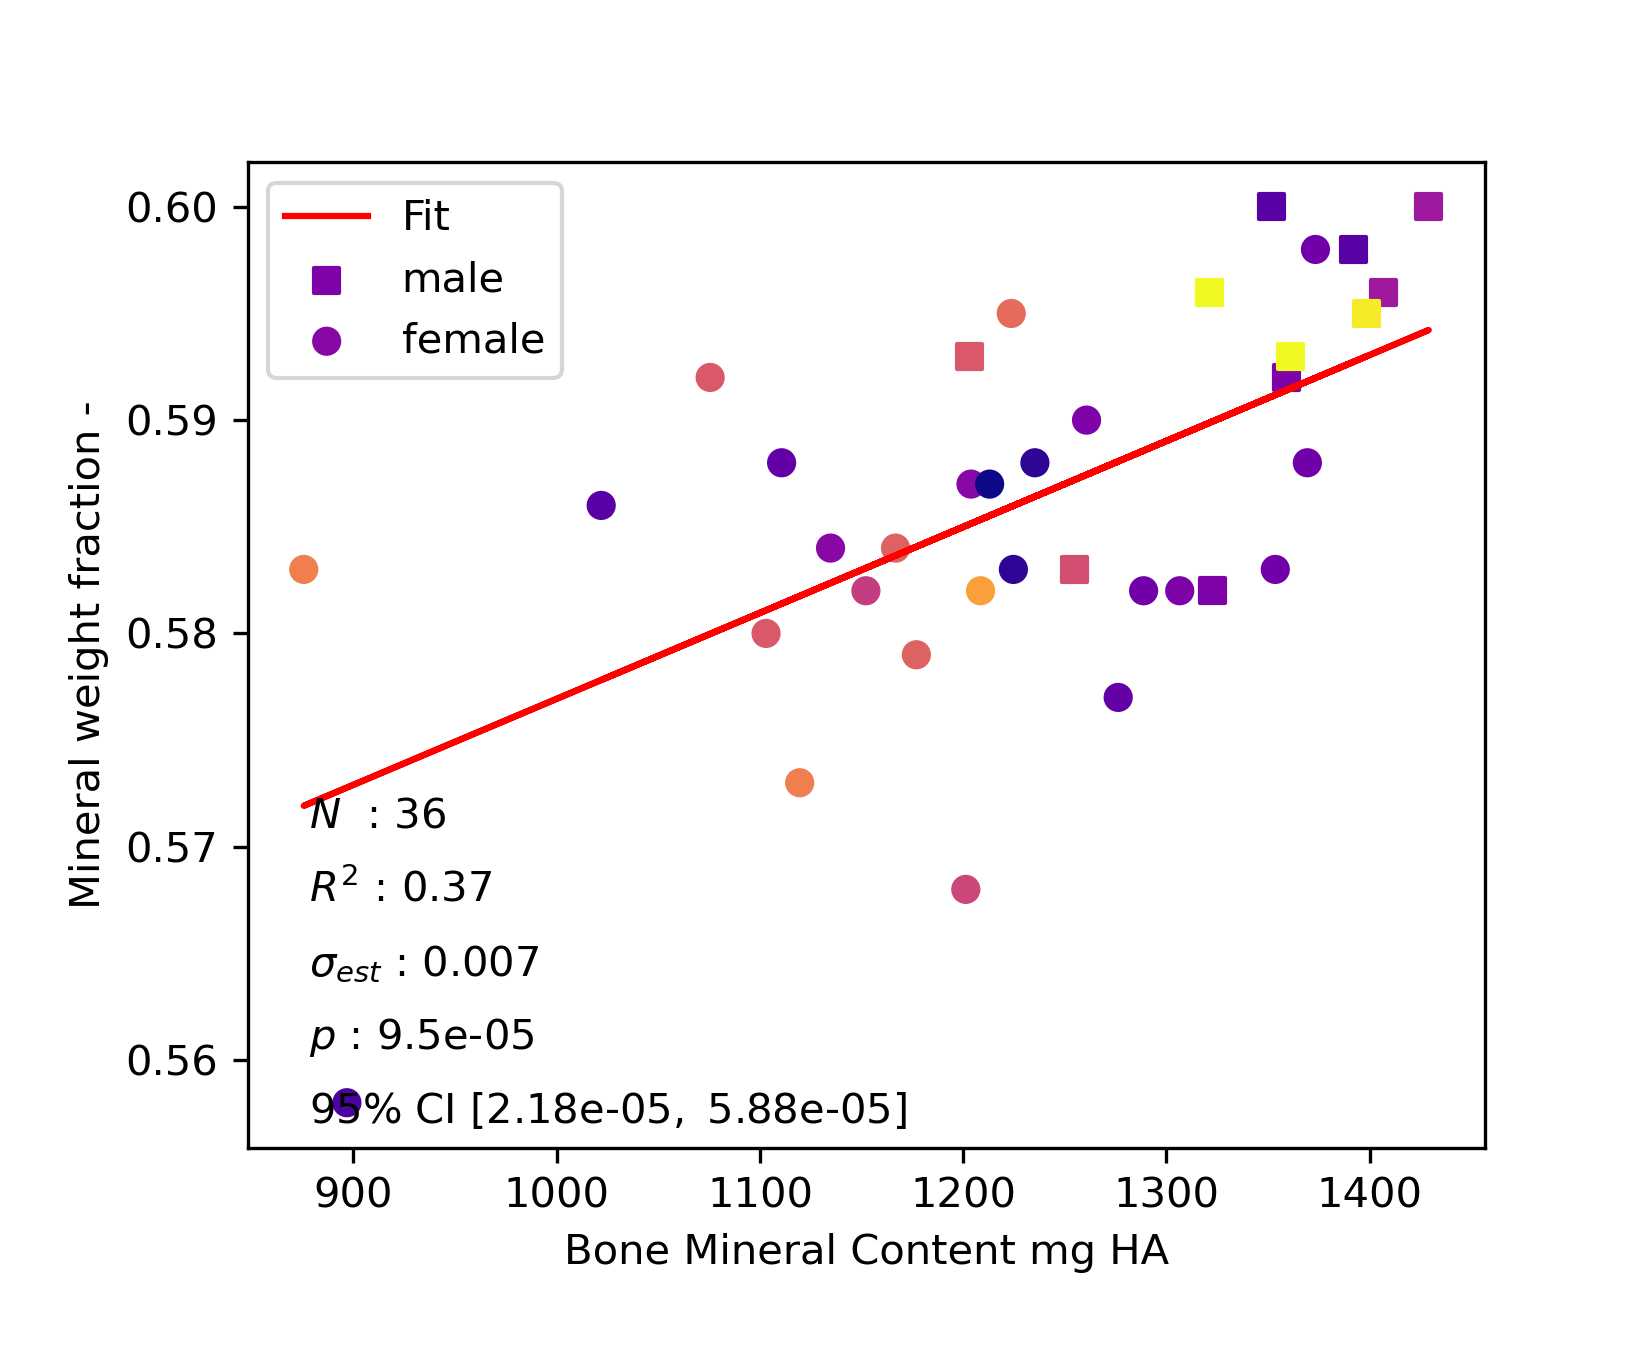 Fit
male
female
0.60
0.59
0.58
0.57
0.56
Mineral weight fraction -
N : 36
R² : 0.37
σest : 0.007
p : 9.5e-05
95% CI [2.18e-05, 5.88e-05]
900 1000 1100 1200 1300 1400
Bone Mineral Content mg HA